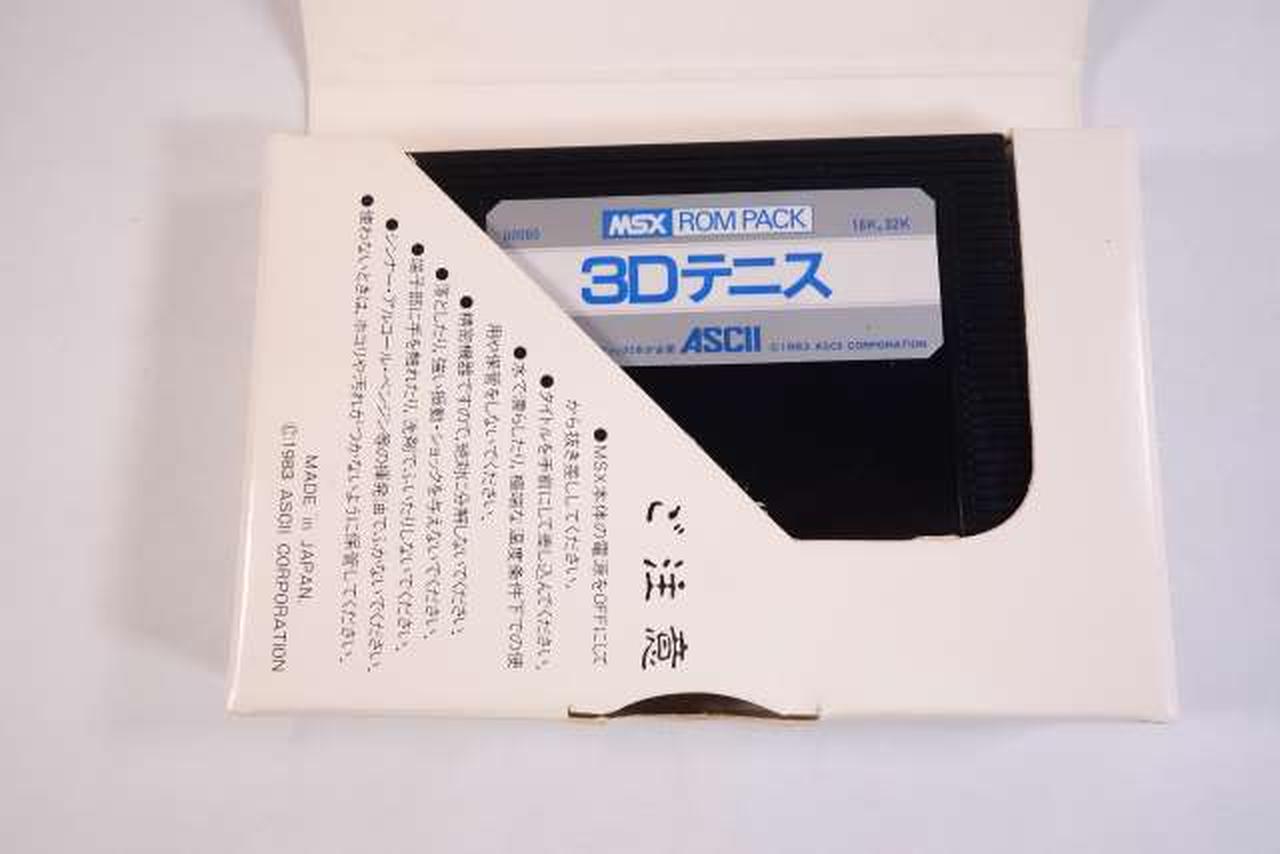 MSX ROM PACK
16K, 32K
3Dテニス
ASCII ©1983 ASCII CORPORATION
ご注意
●MSX本体の電源をOFFにして
から抜き差ししてください。
●タイトルを手前にして差し込んでください。
●水で濡らしたり、極端な温度条件下での使
用や保管をしないでください。
●精密機器ですので、絶対に分解しないでください。
●落としたり、強い振動・ショックを与えないでください。
●端子部に手を触れたり、洗剤でふいたりしないでください。
●シンナー・アルコール・ベンジン等の揮発油でふかないでください。
●使わないときは、ホコリや汚れがつかないように保管してください。
MADE in JAPAN.
©1983 ASCII CORPORATION